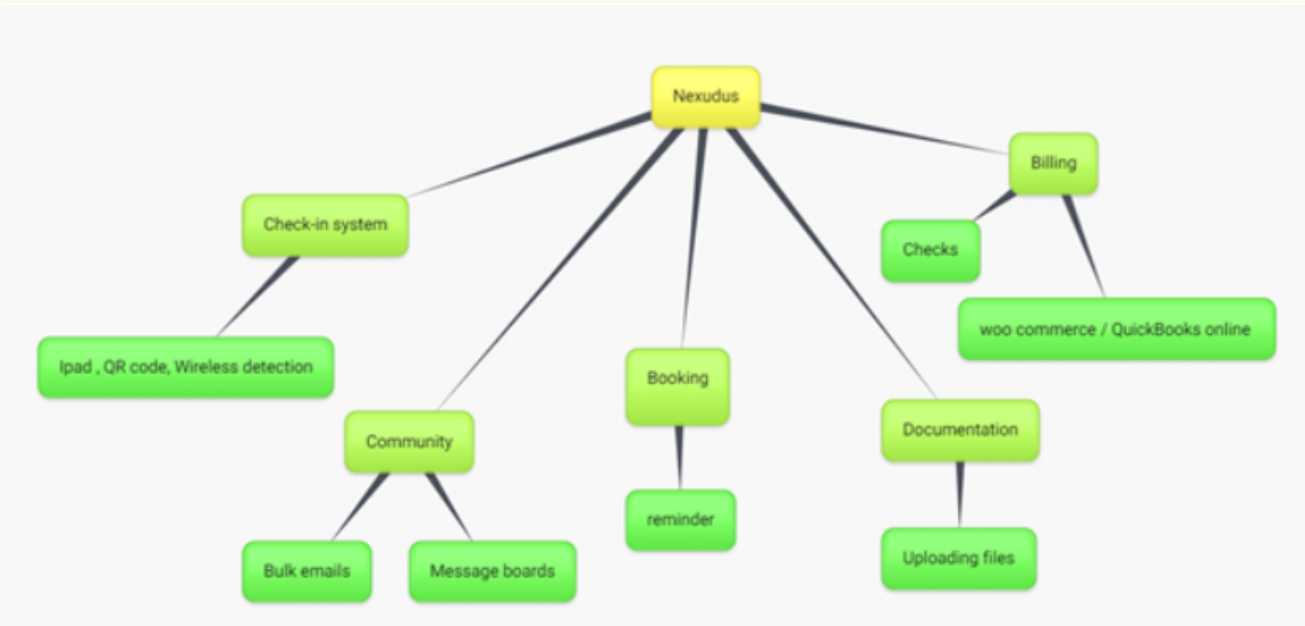 Nexudus
Billing
Check-in system
Checks
woo commerce / QuickBooks online
Ipad , QR code, Wireless detection
Booking
Community
Documentation
reminder
Uploading files
Bulk emails
Message boards